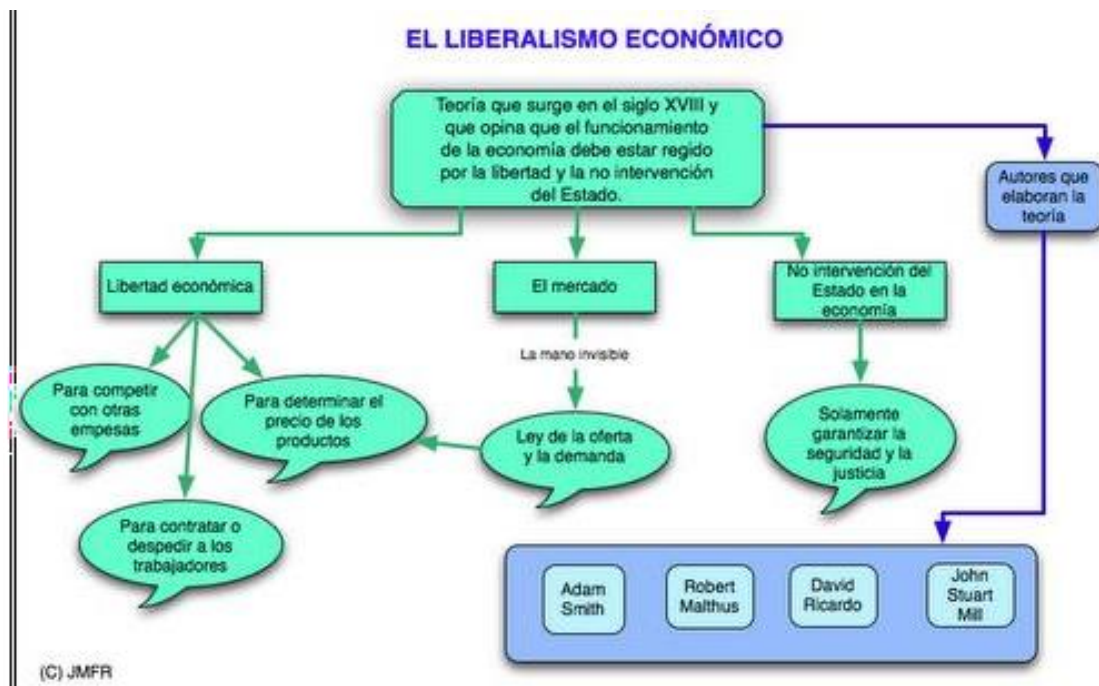 EL LIBERALISMO ECONÓMICO
Teoría que surge en el siglo XVIII y
que opina que el funcionamiento
de la economía debe estar regido
por la libertad y la no intervención
del Estado.
Autores que
elaboran la
teoría
Libertad económica
El mercado
No intervención del
Estado en la
economía
La mano invisible
Para competir
con otras
empesas
Para determinar el
precio de los
productos
Ley de la oferta
y la demanda
Solamente
garantizar la
seguridad y la
justicia
Para contratar o
despedir a los
trabajadores
Adam
Smith
Robert
Malthus
David
Ricardo
John
Stuart
Mill
(C) JMFR